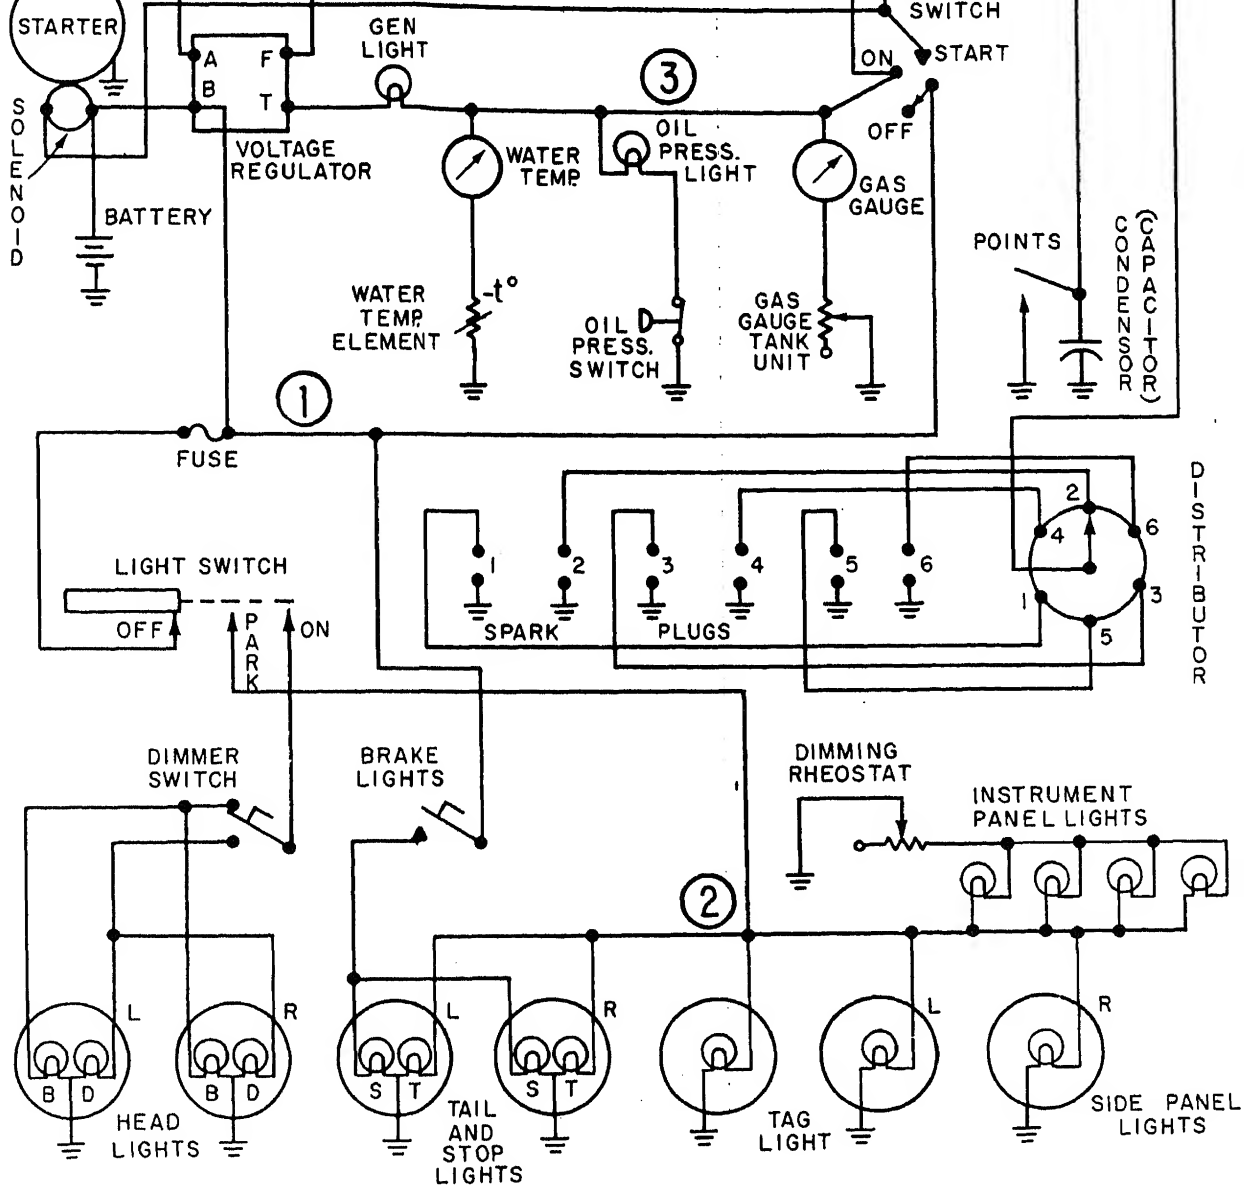 STARTER
GEN
LIGHT
SWITCH
START
ON
OFF
A
F
B
T
VOLTAGE
REGULATOR
SOLENOID
BATTERY
3
WATER
TEMP.
OIL
PRESS.
LIGHT
GAS
GAUGE
POINTS
CONDENSOR
(CAPACITOR)
WATER
TEMP.
ELEMENT
-t°
OIL
PRESS.
SWITCH
GAS
GAUGE
TANK
UNIT
1
FUSE
DISTRIBUTOR
2
4
6
1
3
5
1
2
3
4
5
6
SPARK PLUGS
LIGHT SWITCH
OFF
PARK
ON
DIMMER
SWITCH
BRAKE
LIGHTS
DIMMING
RHEOSTAT
INSTRUMENT
PANEL LIGHTS
2
L
R
L
R
L
R
B D
B D
S T
S T
HEAD
LIGHTS
TAIL
AND
STOP
LIGHTS
TAG
LIGHT
SIDE PANEL
LIGHTS